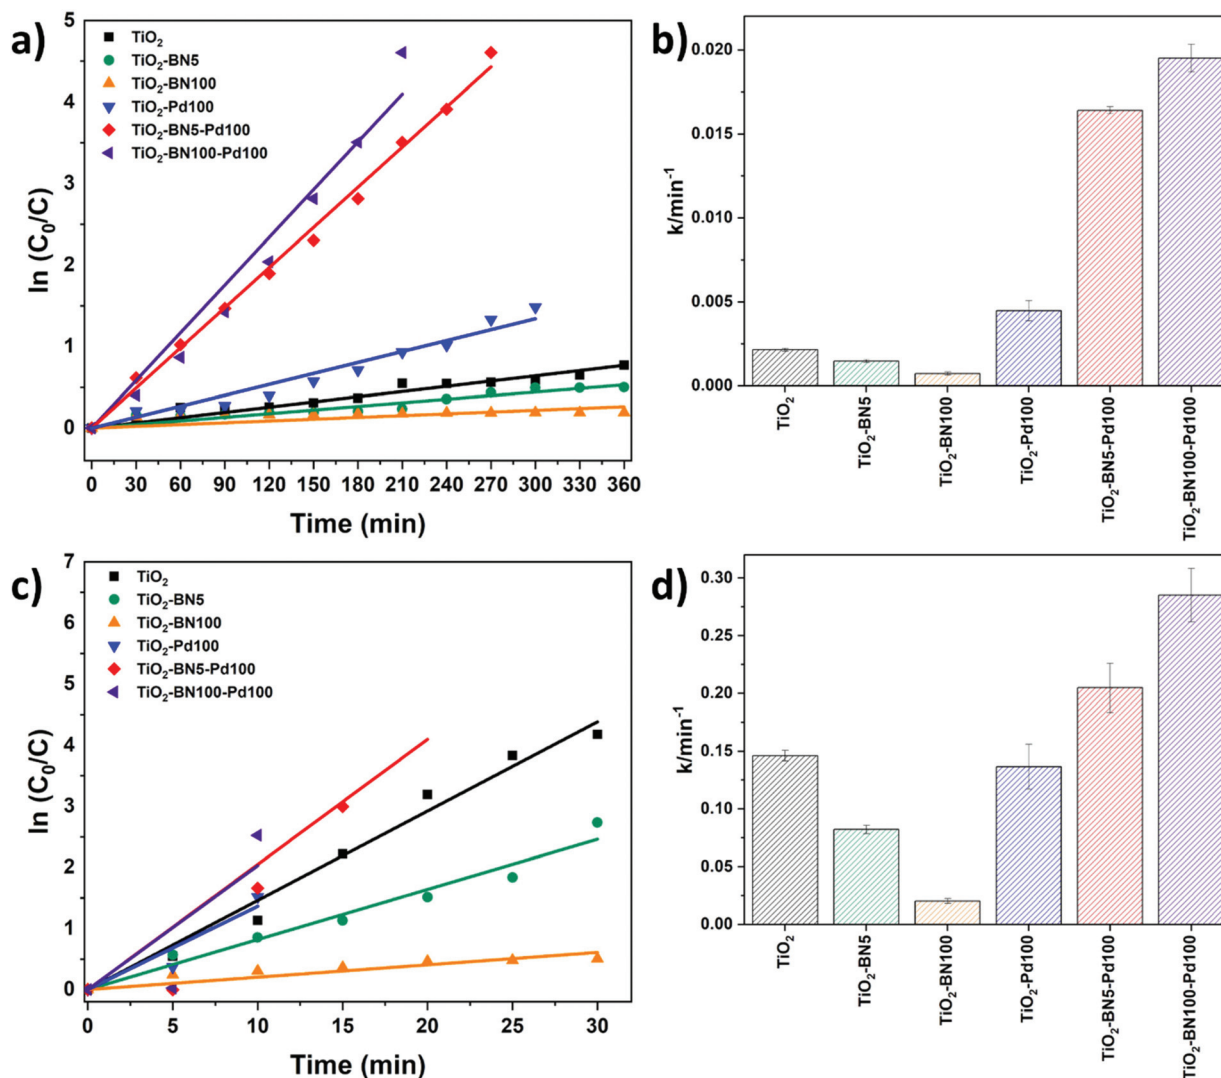 a)
5
4
3
2
1
0
ln (C₀/C)
TiO₂
TiO₂-BN5
TiO₂-BN100
TiO₂-Pd100
TiO₂-BN5-Pd100
TiO₂-BN100-Pd100
0 30 60 90 120 150 180 210 240 270 300 330 360
Time (min)
b)
0.020
0.015
0.010
0.005
0.000
k/min⁻¹
TiO₂
TiO₂-BN5
TiO₂-BN100
TiO₂-Pd100
TiO₂-BN5-Pd100
TiO₂-BN100-Pd100
c)
7
6
5
4
3
2
1
0
ln (C₀/C)
TiO₂
TiO₂-BN5
TiO₂-BN100
TiO₂-Pd100
TiO₂-BN5-Pd100
TiO₂-BN100-Pd100
0 5 10 15 20 25 30
Time (min)
d)
0.30
0.25
0.20
0.15
0.10
0.05
0.00
k/min⁻¹
TiO₂
TiO₂-BN5
TiO₂-BN100
TiO₂-Pd100
TiO₂-BN5-Pd100
TiO₂-BN100-Pd100